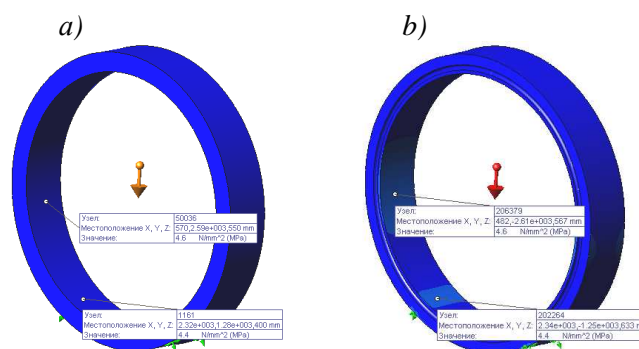 a)
b)
Узел: 50036
Местоположение X, Y, Z: 570,2.59e+003,550 mm
Значение: 4.6 N/mm^2 (MPa)
Узел: 206379
Местоположение X, Y, Z: 482,-2.61e+003,567 mm
Значение: 4.6 N/mm^2 (MPa)
Узел: 1161
Местоположение X, Y, Z: 2.32e+003,1.28e+003,400 mm
Значение: 4.4 N/mm^2 (MPa)
Узел: 202264
Местоположение X, Y, Z: 2.34e+003,-1.25e+003,633 m
Значение: 4.4 N/mm^2 (MPa)